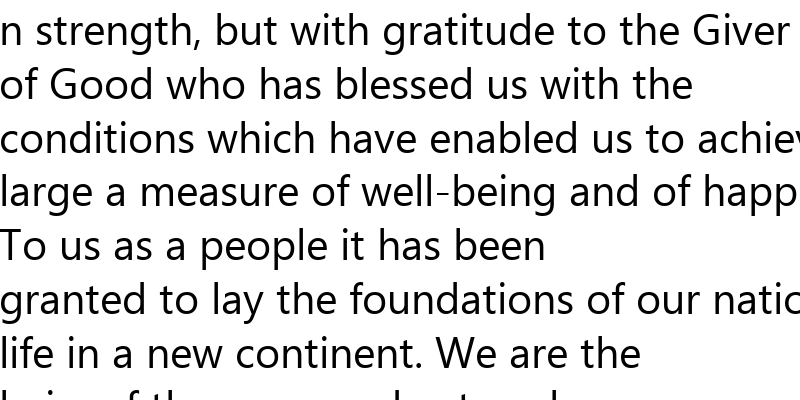 n strength, but with gratitude to the Giver
of Good who has blessed us with the
conditions which have enabled us to achiev
large a measure of well-being and of happ
To us as a people it has been
granted to lay the foundations of our natio
life in a new continent. We are the